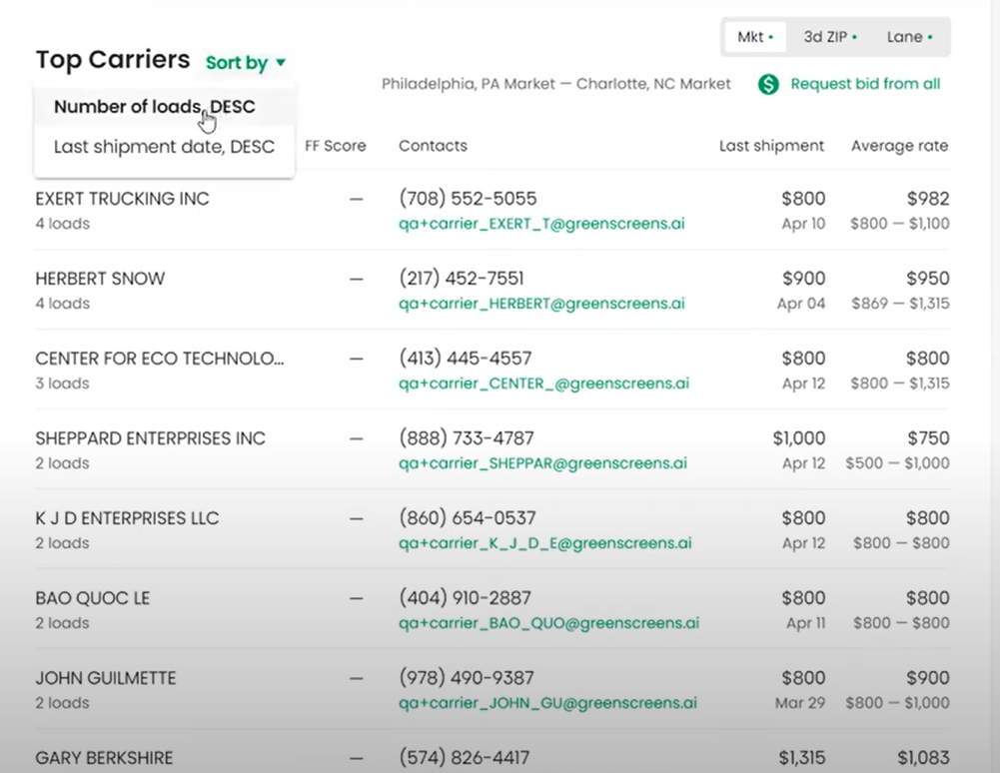 Mkt •
3d ZIP •
Lane •
Top Carriers
Sort by ▼
Philadelphia, PA Market — Charlotte, NC Market
$ Request bid from all
Number of loads, DESC
Last shipment date, DESC
FF Score
Contacts
Last shipment
Average rate
EXERT TRUCKING INC — (708) 552-5055 $800 $982
4 loads qa+carrier_EXERT_T@greenscreens.ai Apr 10 $800 — $1,100
HERBERT SNOW — (217) 452-7551 $900 $950
4 loads qa+carrier_HERBERT@greenscreens.ai Apr 04 $869 — $1,315
CENTER FOR ECO TECHNOLO... — (413) 445-4557 $800 $800
3 loads qa+carrier_CENTER_@greenscreens.ai Apr 12 $800 — $1,315
SHEPPARD ENTERPRISES INC — (888) 733-4787 $1,000 $750
2 loads qa+carrier_SHEPPAR@greenscreens.ai Apr 12 $500 — $1,000
K J D ENTERPRISES LLC — (860) 654-0537 $800 $800
2 loads qa+carrier_K_J_D_E@greenscreens.ai Apr 12 $800 — $800
BAO QUOC LE — (404) 910-2887 $800 $800
2 loads qa+carrier_BAO_QUO@greenscreens.ai Apr 11 $800 — $800
JOHN GUILMETTE — (978) 490-9387 $800 $900
2 loads qa+carrier_JOHN_GU@greenscreens.ai Mar 29 $800 — $1,000
GARY BERKSHIRE — (574) 826-4417 $1,315 $1,083